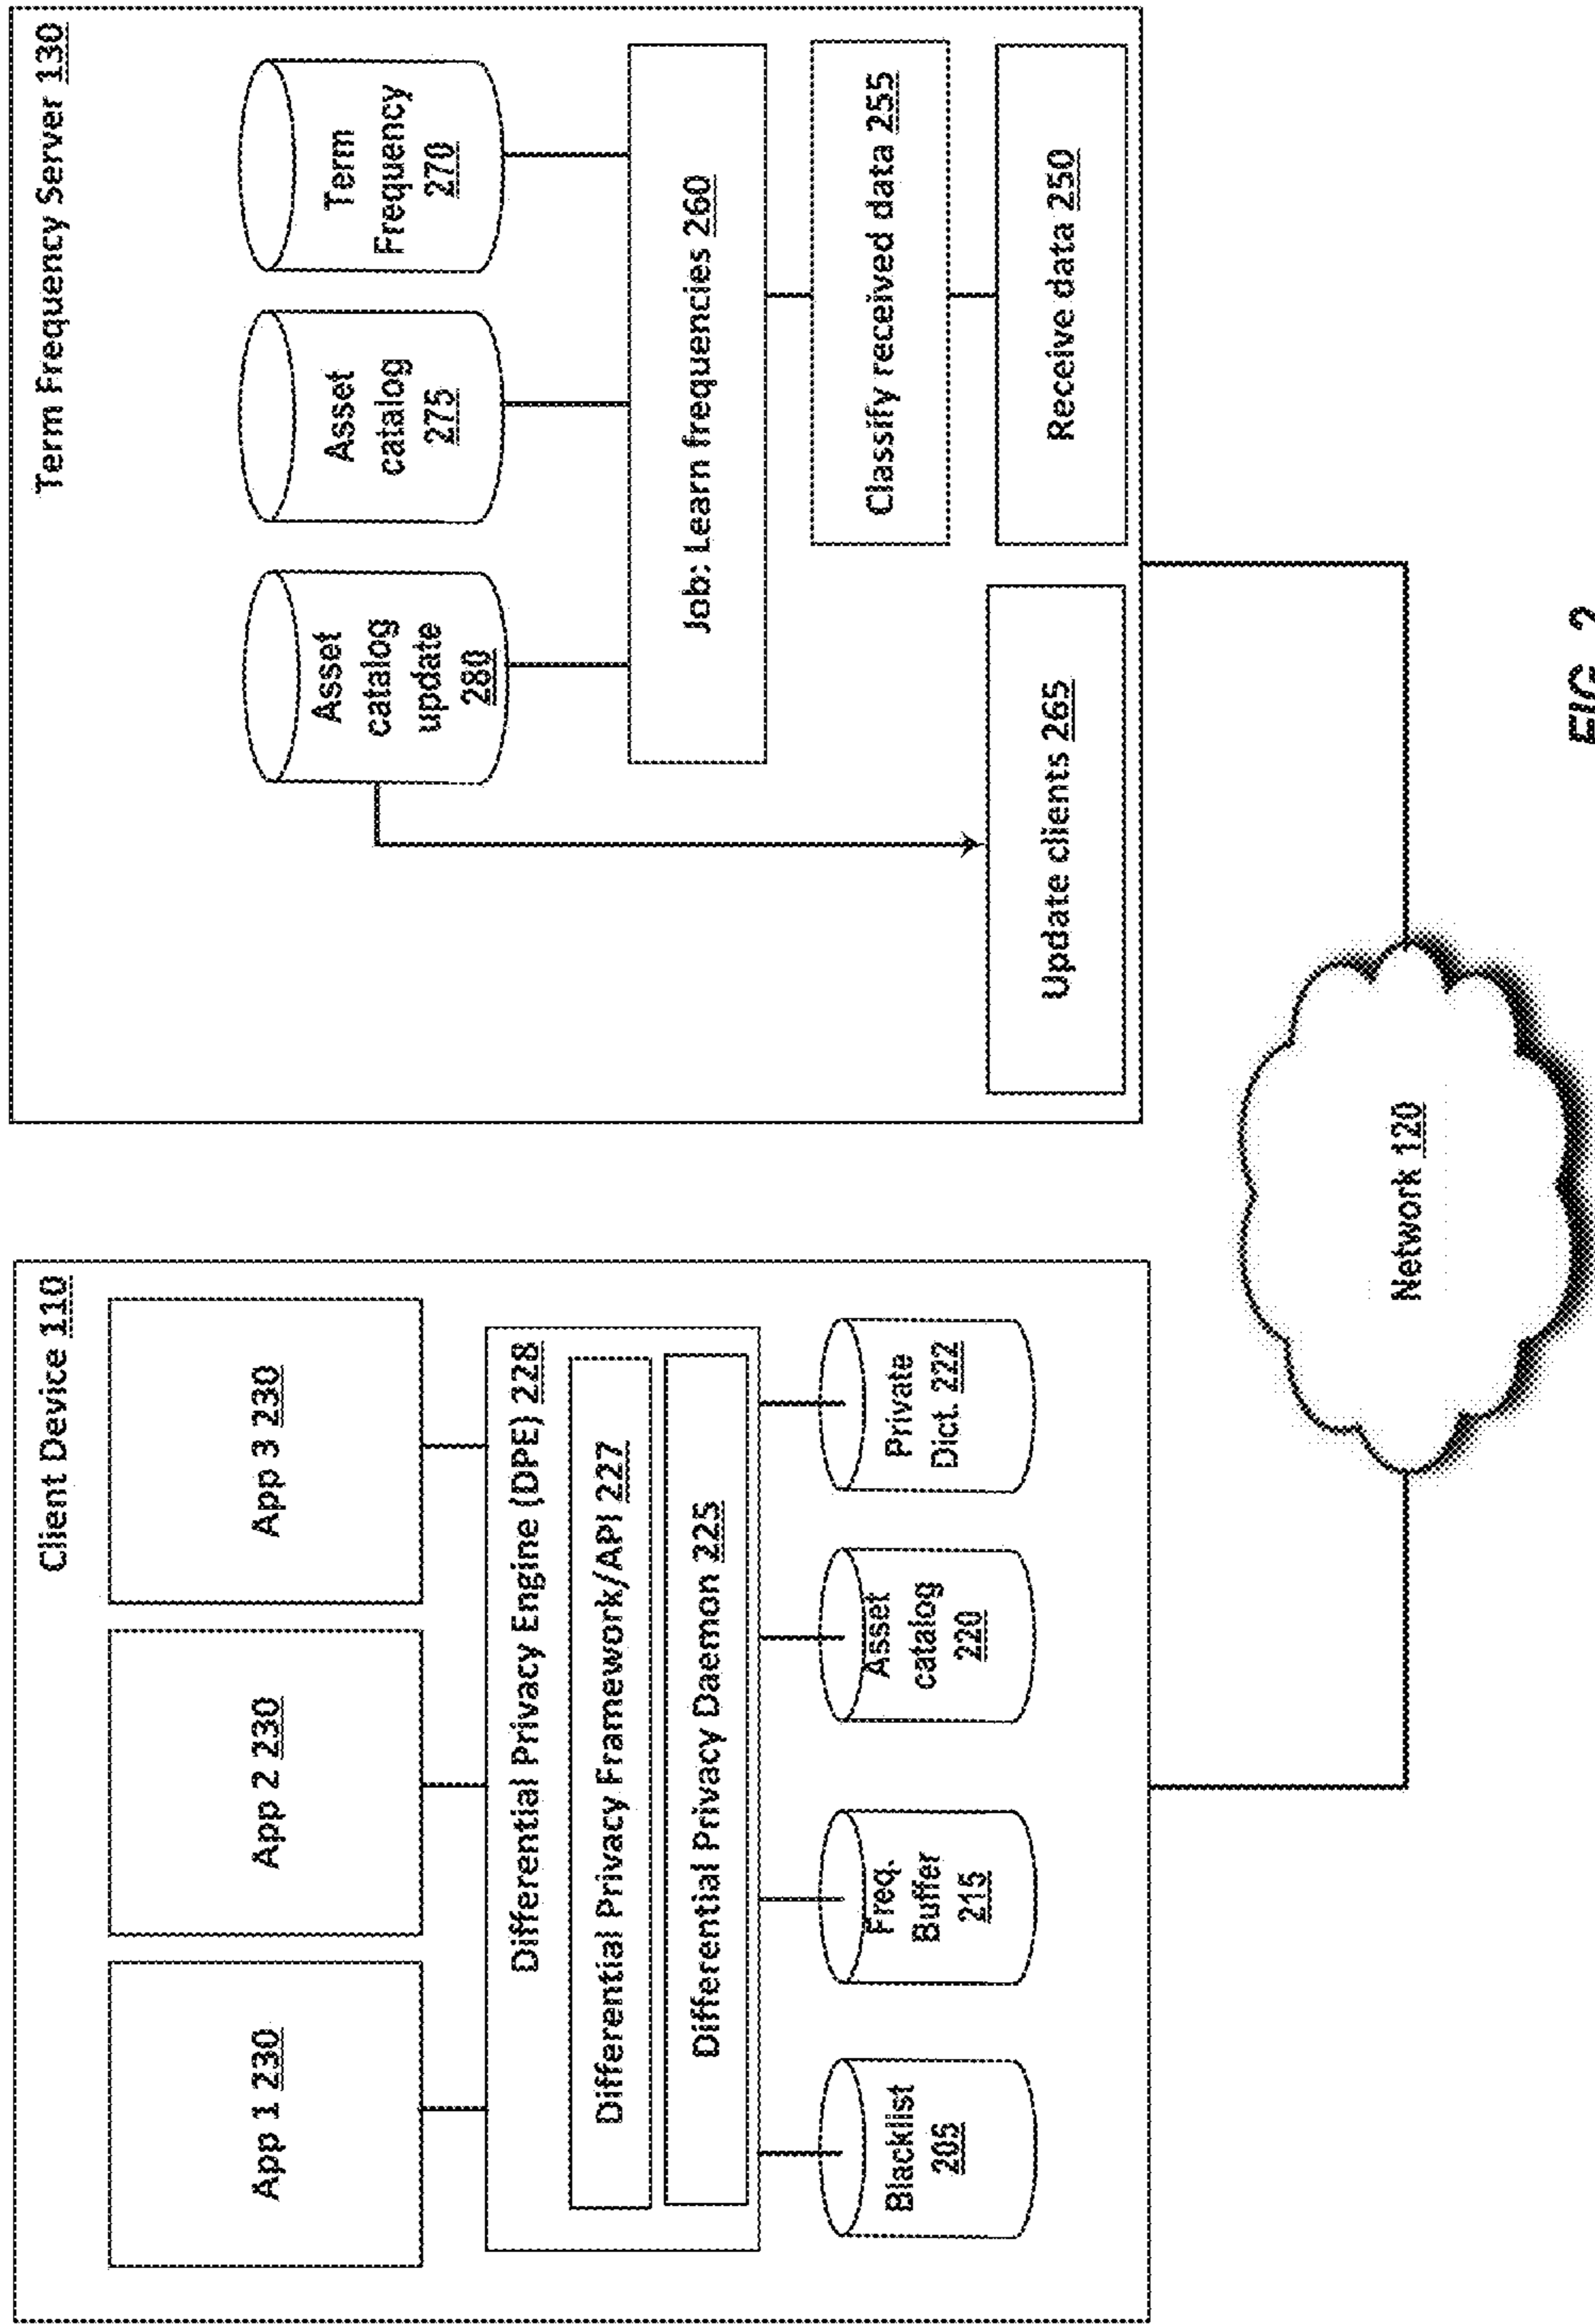 Client Device 110
App 1 230
App 2 230
App 3 230
Differential Privacy Engine (DPE) 228
Differential Privacy Framework/API 227
Differential Privacy Daemon 225
Blacklist
205
Freq.
Buffer
215
Asset
catalog
220
Private
Dict. 222
Term Frequency Server 130
Asset
catalog
update
280
Asset
catalog
275
Term
Frequency
270
Job: Learn frequencies 260
Classify received data 255
Update clients 265
Receive data 250
Network 120
FIG. 2